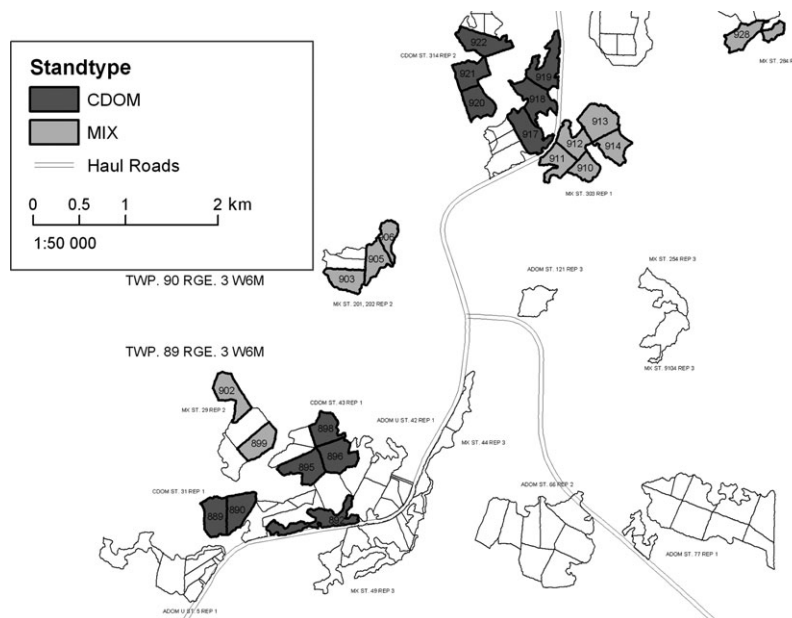 Standtype
CDOM
MIX
Haul Roads
0 0.5 1 2 km
1:50 000
922
CDOM ST. 314 REP 2
921
920
919
918
917
928
913
912
914
911
910
MX ST. 303 REP 1
906
905
903
MX ST. 201, 202 REP 2
TWP. 90 RGE. 3 W6M
ADOM ST. 121 REP 3
MX ST. 254 REP 3
TWP. 89 RGE. 3 W6M
MX ST. 9104 REP 3
902
CDOM ST. 43 REP 1
MX ST. 29 REP 2
ADOM U ST. 42 REP 1
898
899
MX ST. 44 REP 3
896
895
CDOM ST. 31 REP 1
ADOM ST. 66 REP 2
889
890
ADOM ST. 77 REP 1
MX ST. 49 REP 3
ADOM U ST. 5 REP 1